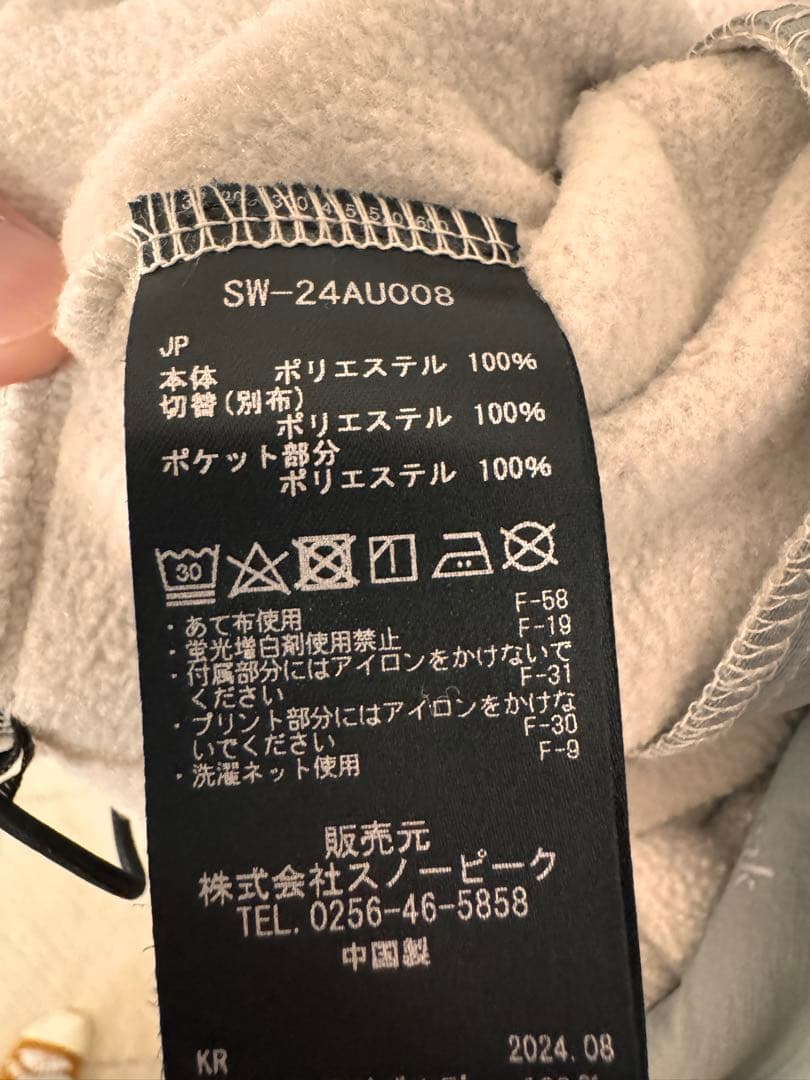 SW-24AU008
JP
本体 ポリエステル 100%
切替(別布)
ポリエステル 100%
ポケット部分
ポリエステル 100%
30
・あて布使用 F-58
・蛍光増白剤使用禁止 F-19
・付属部分にはアイロンをかけないで
ください F-31
・プリント部分にはアイロンをかけな
いでください F-30
・洗濯ネット使用 F-9
販売元
株式会社スノーピーク
TEL. 0256-46-5858
中国製
KR 2024.08